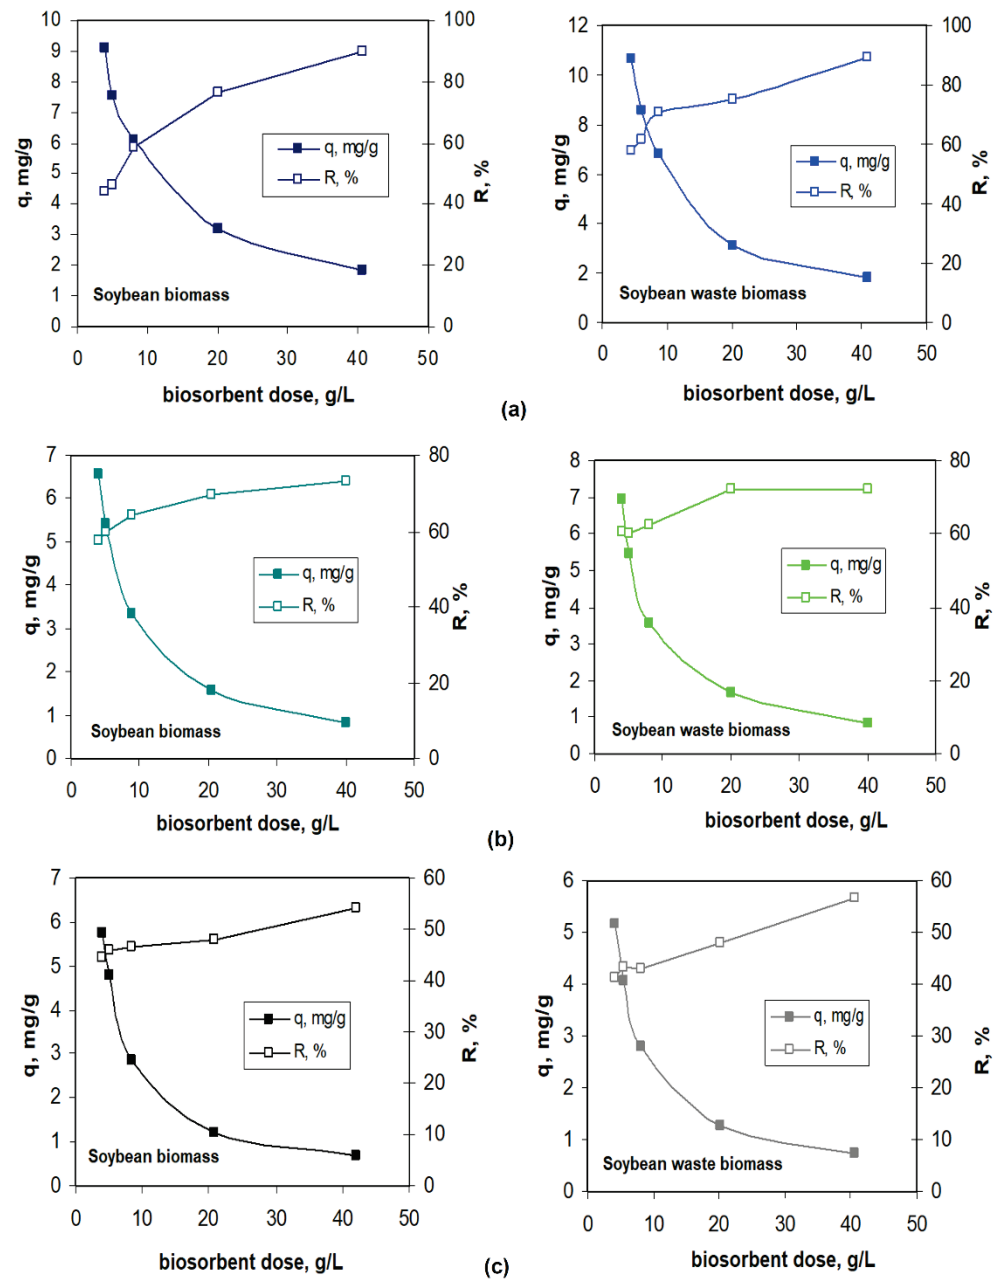 10
9
8
7
6
5
4
3
2
1
0
q, mg/g
100
80
60
40
20
0
R, %
q, mg/g
R, %
Soybean biomass
0 10 20 30 40 50
biosorbent dose, g/L
12
10
8
6
4
2
0
q, mg/g
100
80
60
40
20
0
R, %
q, mg/g
R, %
Soybean waste biomass
0 10 20 30 40 50
biosorbent dose, g/L
(a)
7
6
5
4
3
2
1
0
q, mg/g
80
60
40
20
0
R, %
q, mg/g
R, %
Soybean biomass
0 10 20 30 40 50
biosorbent dose, g/L
8
7
6
5
4
3
2
1
0
q, mg/g
80
60
40
20
0
R, %
q, mg/g
R, %
Soybean waste biomass
0 10 20 30 40 50
biosorbent dose, g/L
(b)
7
6
5
4
3
2
1
0
q, mg/g
60
50
40
30
20
10
0
R, %
q, mg/g
R, %
Soybean biomass
0 10 20 30 40 50
biosorbent dose, g/L
6
5
4
3
2
1
0
q, mg/g
60
50
40
30
20
10
0
R, %
q, mg/g
R, %
Soybean waste biomass
0 10 20 30 40 50
biosorbent dose, g/L
(c)